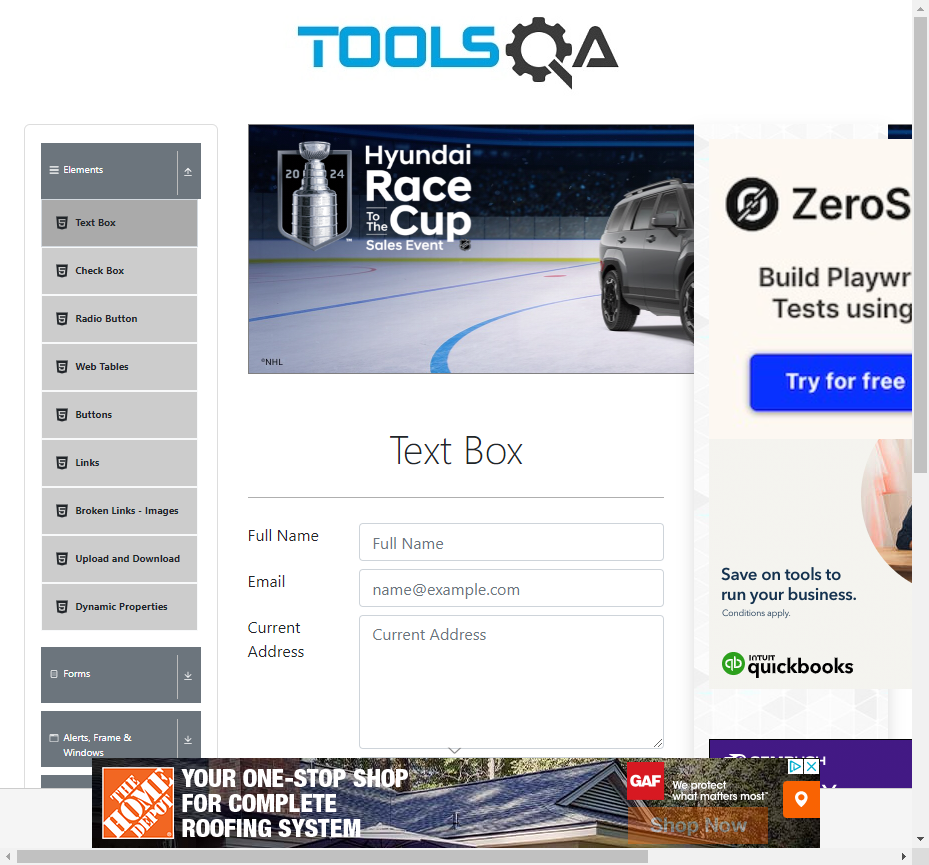 TOOLSQA
Elements
Text Box
Check Box
Radio Button
Web Tables
Buttons
Links
Broken Links - Images
Upload and Download
Dynamic Properties
Forms
Alerts, Frame &
Windows
2024
Hyundai
Race
To
The
Cup
Sales Event
®NHL
Text Box
Full Name
Full Name
Email
name@example.com
Current
Address
Current Address
ZeroS
Build Playwr
Tests using
Try for free
Save on tools to
run your business.
Conditions apply.
qb INTUIT
quickbooks
THE
HOME
DEPOT
YOUR ONE-STOP SHOP
FOR COMPLETE
ROOFING SYSTEM
GAF
We protect
what matters most™
Shop Now